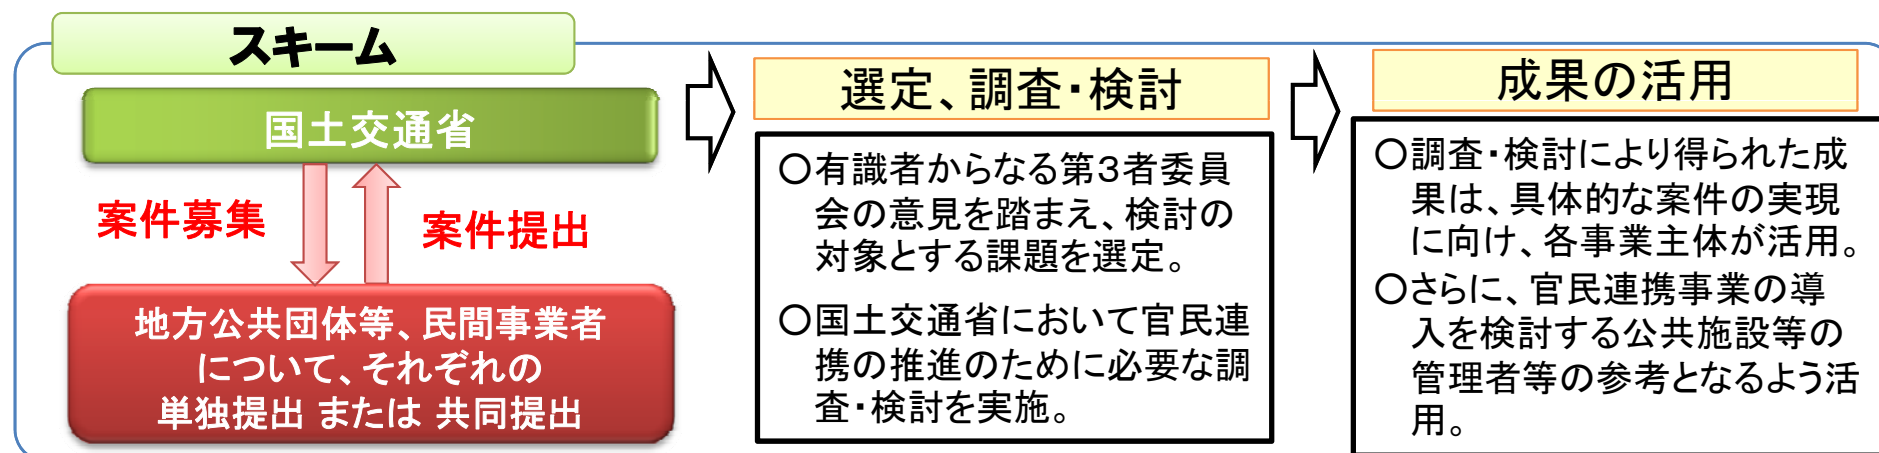 スキーム
国土交通省
案件募集
案件提出
地方公共団体等、民間事業者
について、それぞれの
単独提出 または 共同提出
選定、調査・検討
○有識者からなる第3者委員
会の意見を踏まえ、検討の
対象とする課題を選定。
○国土交通省において官民連
携の推進のために必要な調
査・検討を実施。
成果の活用
○調査・検討により得られた成
果は、具体的な案件の実現
に向け、各事業主体が活用。
○さらに、官民連携事業の導
入を検討する公共施設等の
管理者等の参考となるよう活
用。